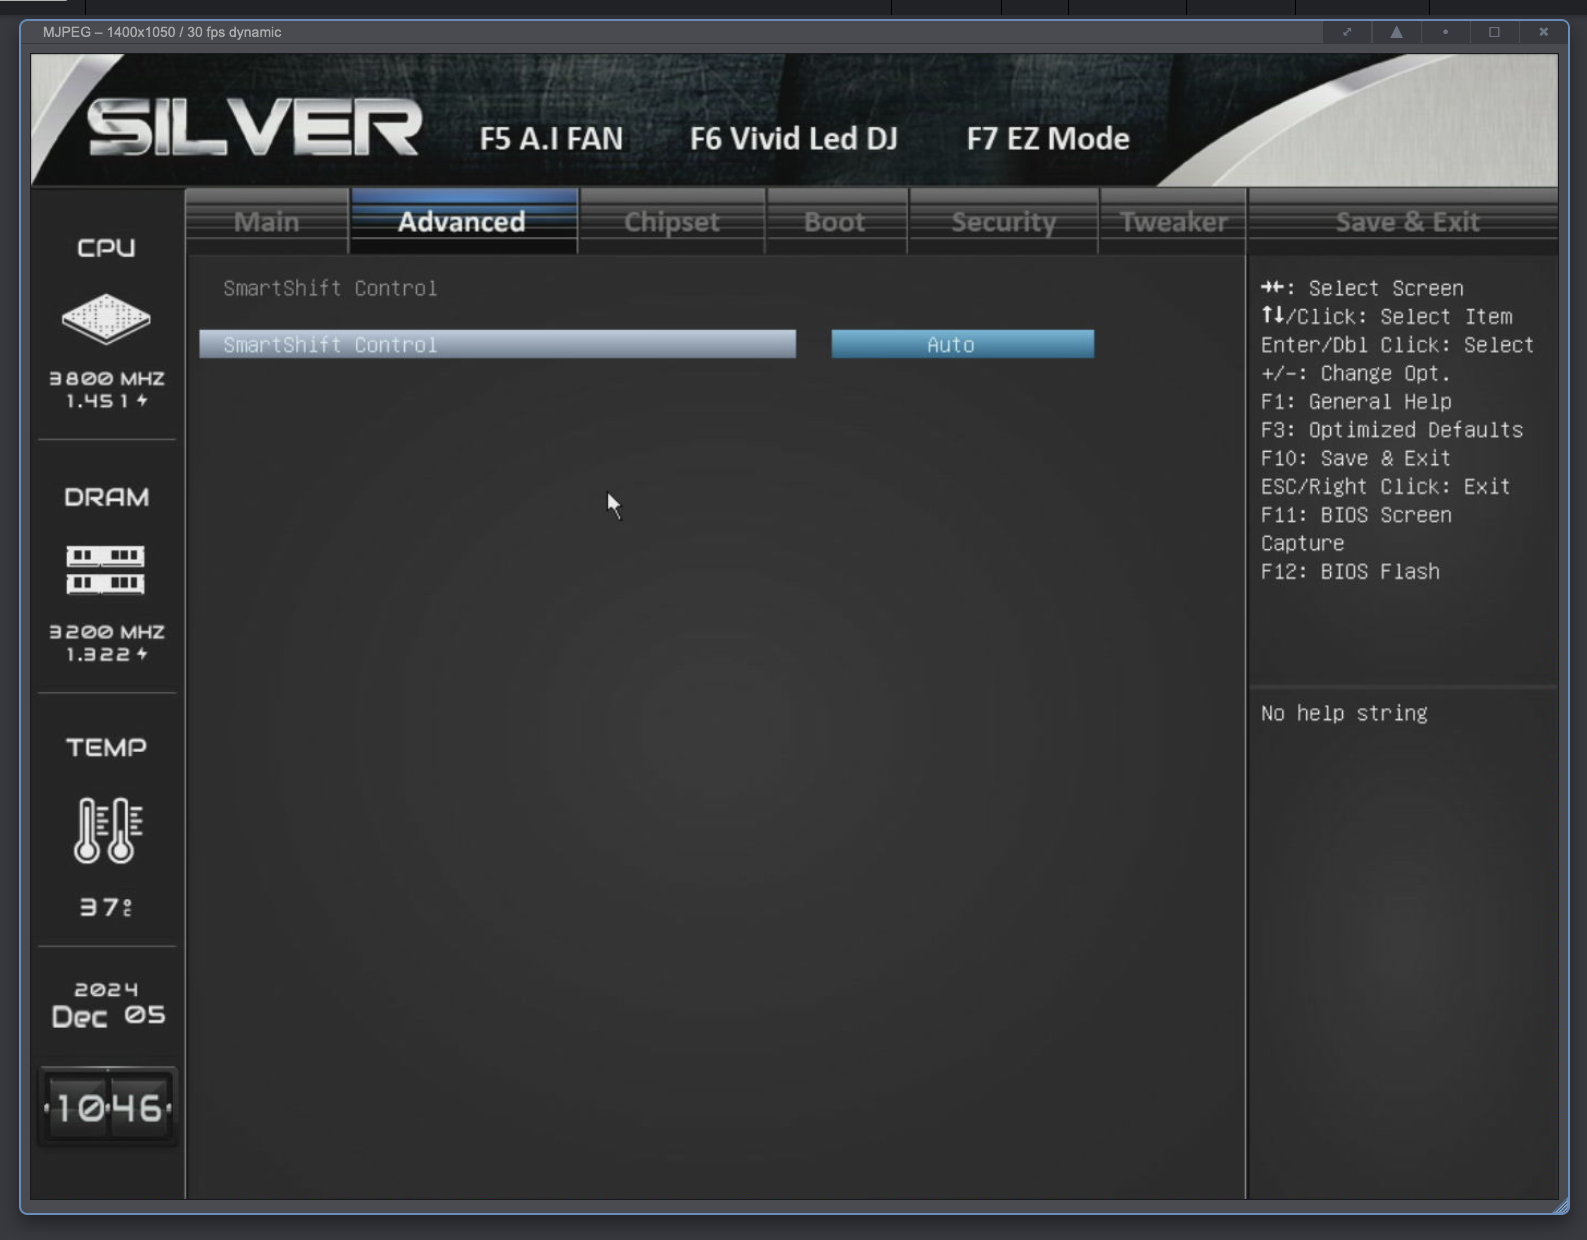 MJPEG – 1400x1050 / 30 fps dynamic
SILVER
F5 A.I FAN
F6 Vivid Led DJ
F7 EZ Mode
Main
Advanced
Chipset
Boot
Security
Tweaker
Save & Exit
CPU
3800 MHZ
1.451
DRAM
3200 MHZ
1.322
TEMP
37°C
2024
Dec 05
10:46
SmartShift Control
SmartShift Control
Auto
→←: Select Screen
↑↓/Click: Select Item
Enter/Dbl Click: Select
+/-: Change Opt.
F1: General Help
F3: Optimized Defaults
F10: Save & Exit
ESC/Right Click: Exit
F11: BIOS Screen
Capture
F12: BIOS Flash
No help string